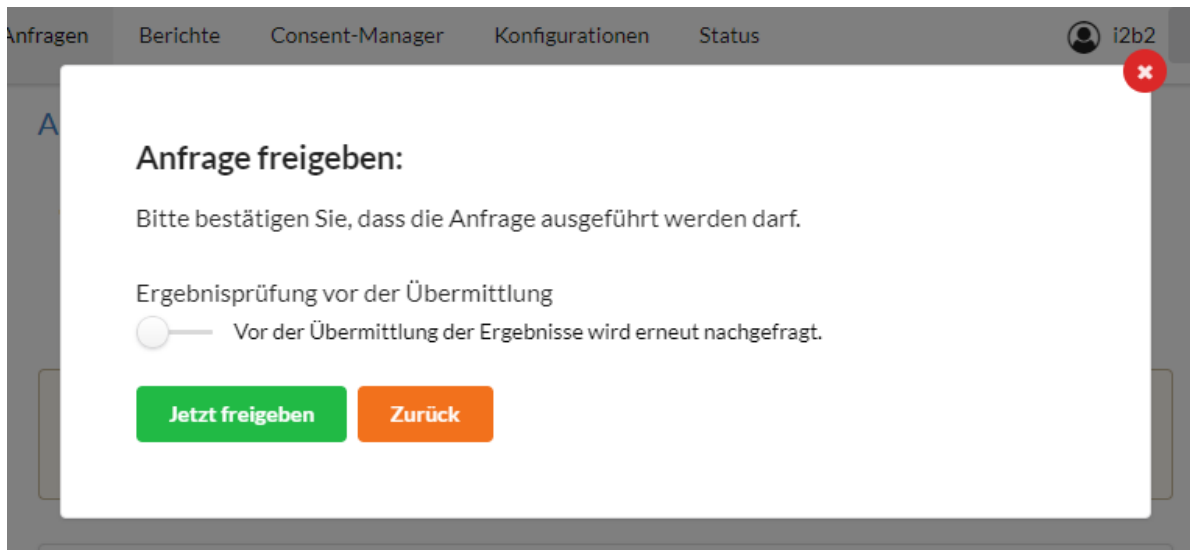 Anfragen Berichte Consent-Manager Konfigurationen Status i2b2
A
Anfrage freigeben:
Bitte bestätigen Sie, dass die Anfrage ausgeführt werden darf.
Ergebnisprüfung vor der Übermittlung
Vor der Übermittlung der Ergebnisse wird erneut nachgefragt.
Jetzt freigeben Zurück